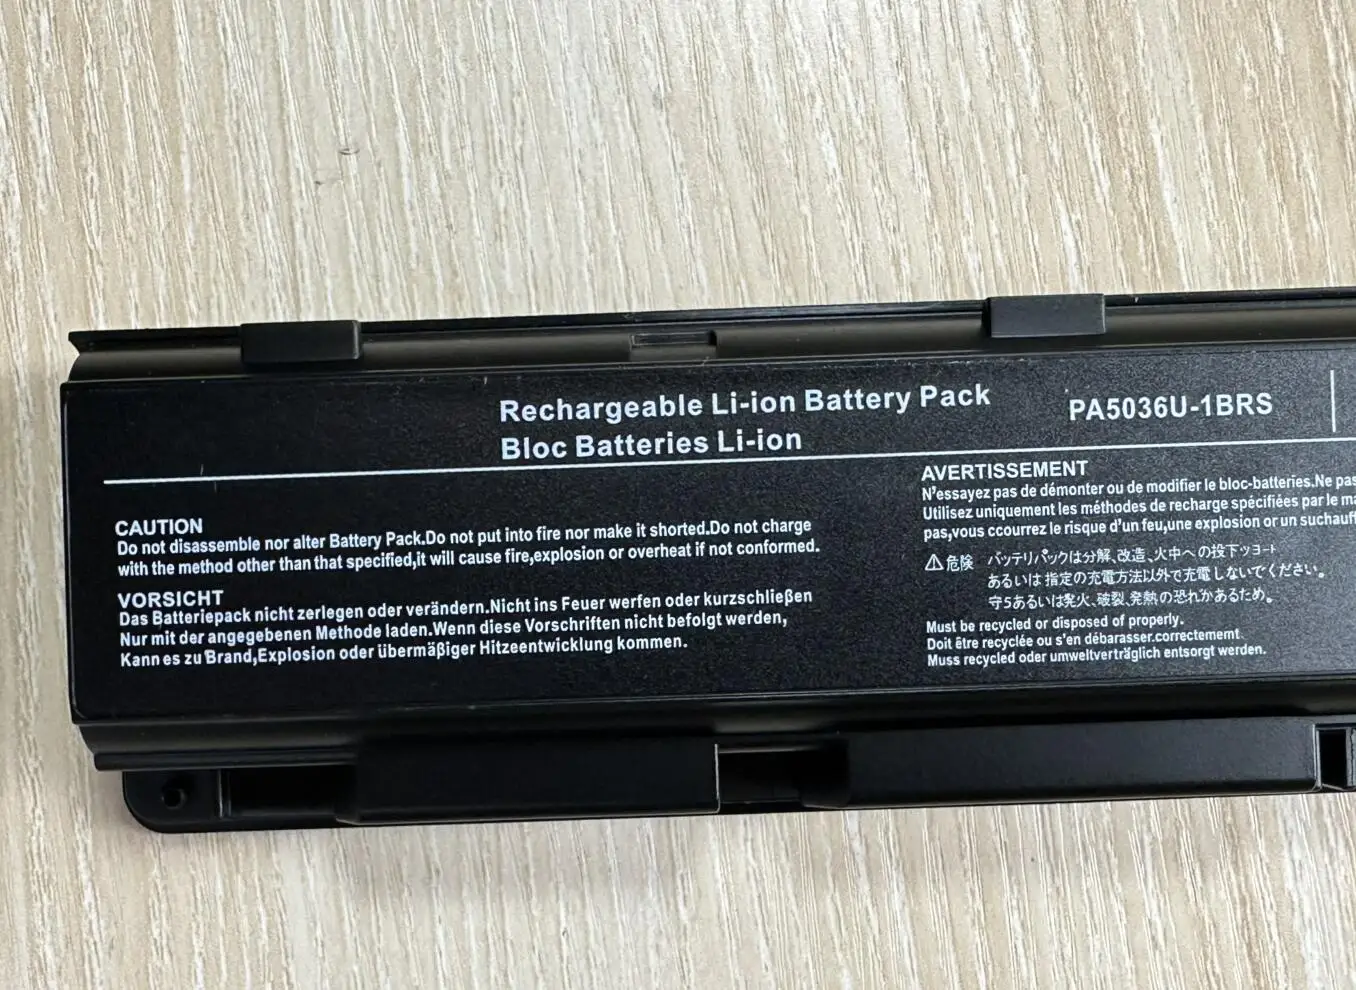 Rechargeable Li-ion Battery Pack
Bloc Batteries Li-ion
PA5036U-1BRS
CAUTION
Do not disassemble nor alter Battery Pack.Do not put into fire nor make it shorted.Do not charge
with the method other than that specified,it will cause fire,explosion or overheat if not conformed.
VORSICHT
Das Batteriepack nicht zerlegen oder verändern.Nicht ins Feuer werfen oder kurzschließen
Nur mit der angegebenen Methode laden.Wenn diese Vorschriften nicht befolgt werden,
Kann es zu Brand,Explosion oder übermäßiger Hitzeentwicklung kommen.
AVERTISSEMENT
N'essayez pas de démonter ou de modifier le bloc-batteries.Ne pas
Utilisez uniquement les méthodes de recharge spécifiées par le
pas,vous ccourrez le risque d'un feu,une explosion or un
危険 バッテリパックは分解、改造、火中への投下ッヨート
あるいは 指定の充電方法以外で充電しないでください。
守5あるいは発火、破裂、発熱の恐れかあるため。
Must be recycled or disposed of properly.
Doit être recyclée ou s'en débarasser.correctememt.
Muss recycled oder umweltverträglich entsorgt werden.